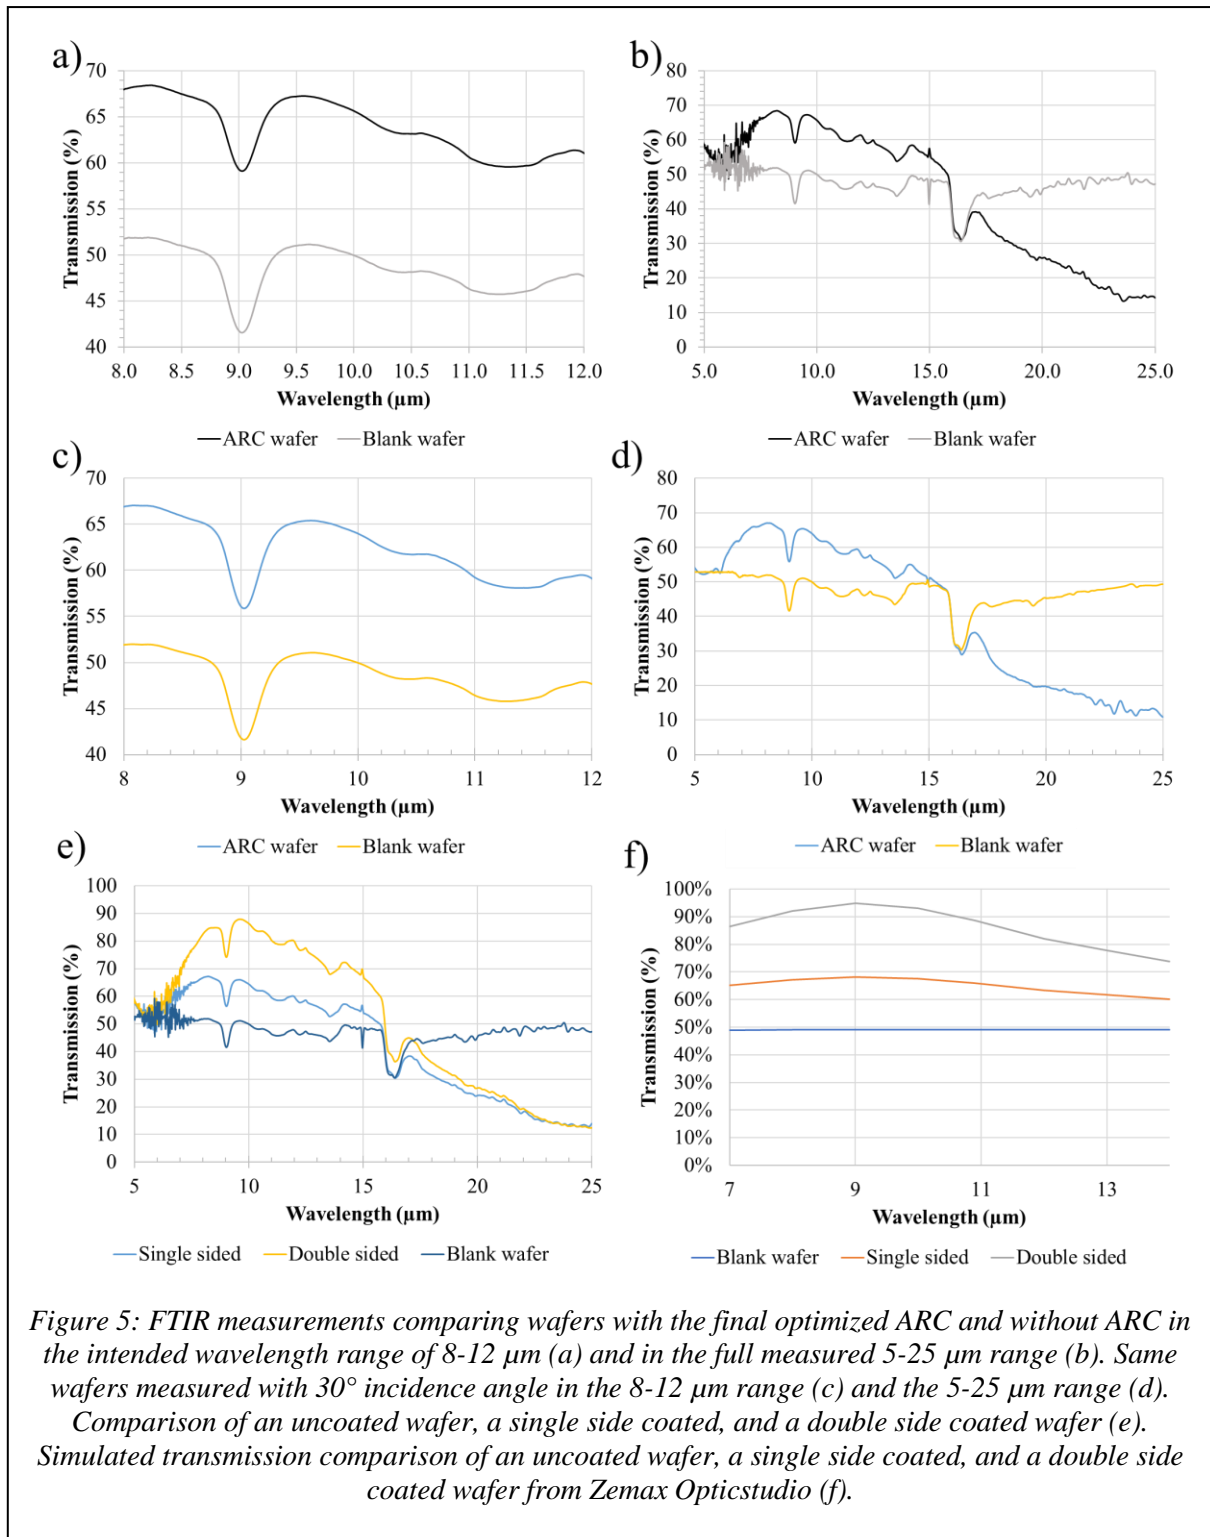 a)
70
65
60
55
50
45
40
Transmission (%)
8.0 8.5 9.0 9.5 10.0 10.5 11.0 11.5 12.0
Wavelength (µm)
ARC wafer Blank wafer
b)
80
70
60
50
40
30
20
10
0
Transmission (%)
5.0 10.0 15.0 20.0 25.0
Wavelength (µm)
ARC wafer Blank wafer
c)
70
65
60
55
50
45
40
Transmission (%)
8 9 10 11 12
Wavelength (µm)
ARC wafer Blank wafer
d)
80
70
60
50
40
30
20
10
0
Transmission (%)
5 10 15 20 25
Wavelength (µm)
ARC wafer Blank wafer
e)
100
90
80
70
60
50
40
30
20
10
0
Transmission (%)
5 10 15 20 25
Wavelength (µm)
Single sided Double sided Blank wafer
f)
100%
90%
80%
70%
60%
50%
40%
30%
20%
10%
0%
Transmission (%)
7 9 11 13
Wavelength (µm)
Blank wafer Single sided Double sided
Figure 5: FTIR measurements comparing wafers with the final optimized ARC and without ARC in
the intended wavelength range of 8-12 µm (a) and in the full measured 5-25 µm range (b). Same
wafers measured with 30° incidence angle in the 8-12 µm range (c) and the 5-25 µm range (d).
Comparison of an uncoated wafer, a single side coated, and a double side coated wafer (e).
Simulated transmission comparison of an uncoated wafer, a single side coated, and a double side
coated wafer from Zemax Opticstudio (f).